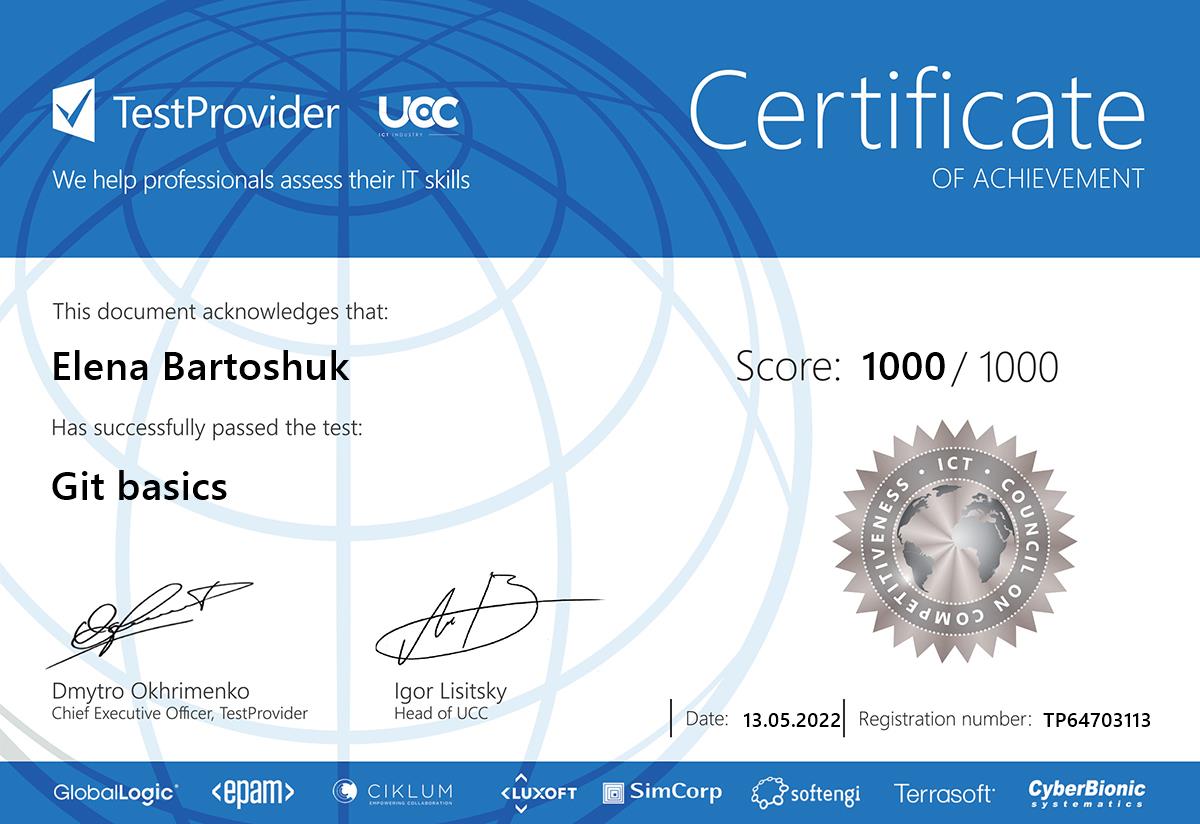 TestProvider
UCC
ICT INDUSTRY
We help professionals assess their IT skills
Certificate
OF ACHIEVEMENT
This document acknowledges that:
Elena Bartoshuk
Score: 1000 / 1000
Has successfully passed the test:
Git basics
• ICT • COUNCIL ON COMPETITIVENESS
Dmytro Okhrimenko
Chief Executive Officer, TestProvider
Igor Lisitsky
Head of UCC
Date: 13.05.2022
Registration number: TP64703113
GlobalLogic®
<epam>
CIKLUM
EMPOWERING COLLABORATION
<LUXOFT
SimCorp
softengi
Terrasoft
CyberBionic
systematics